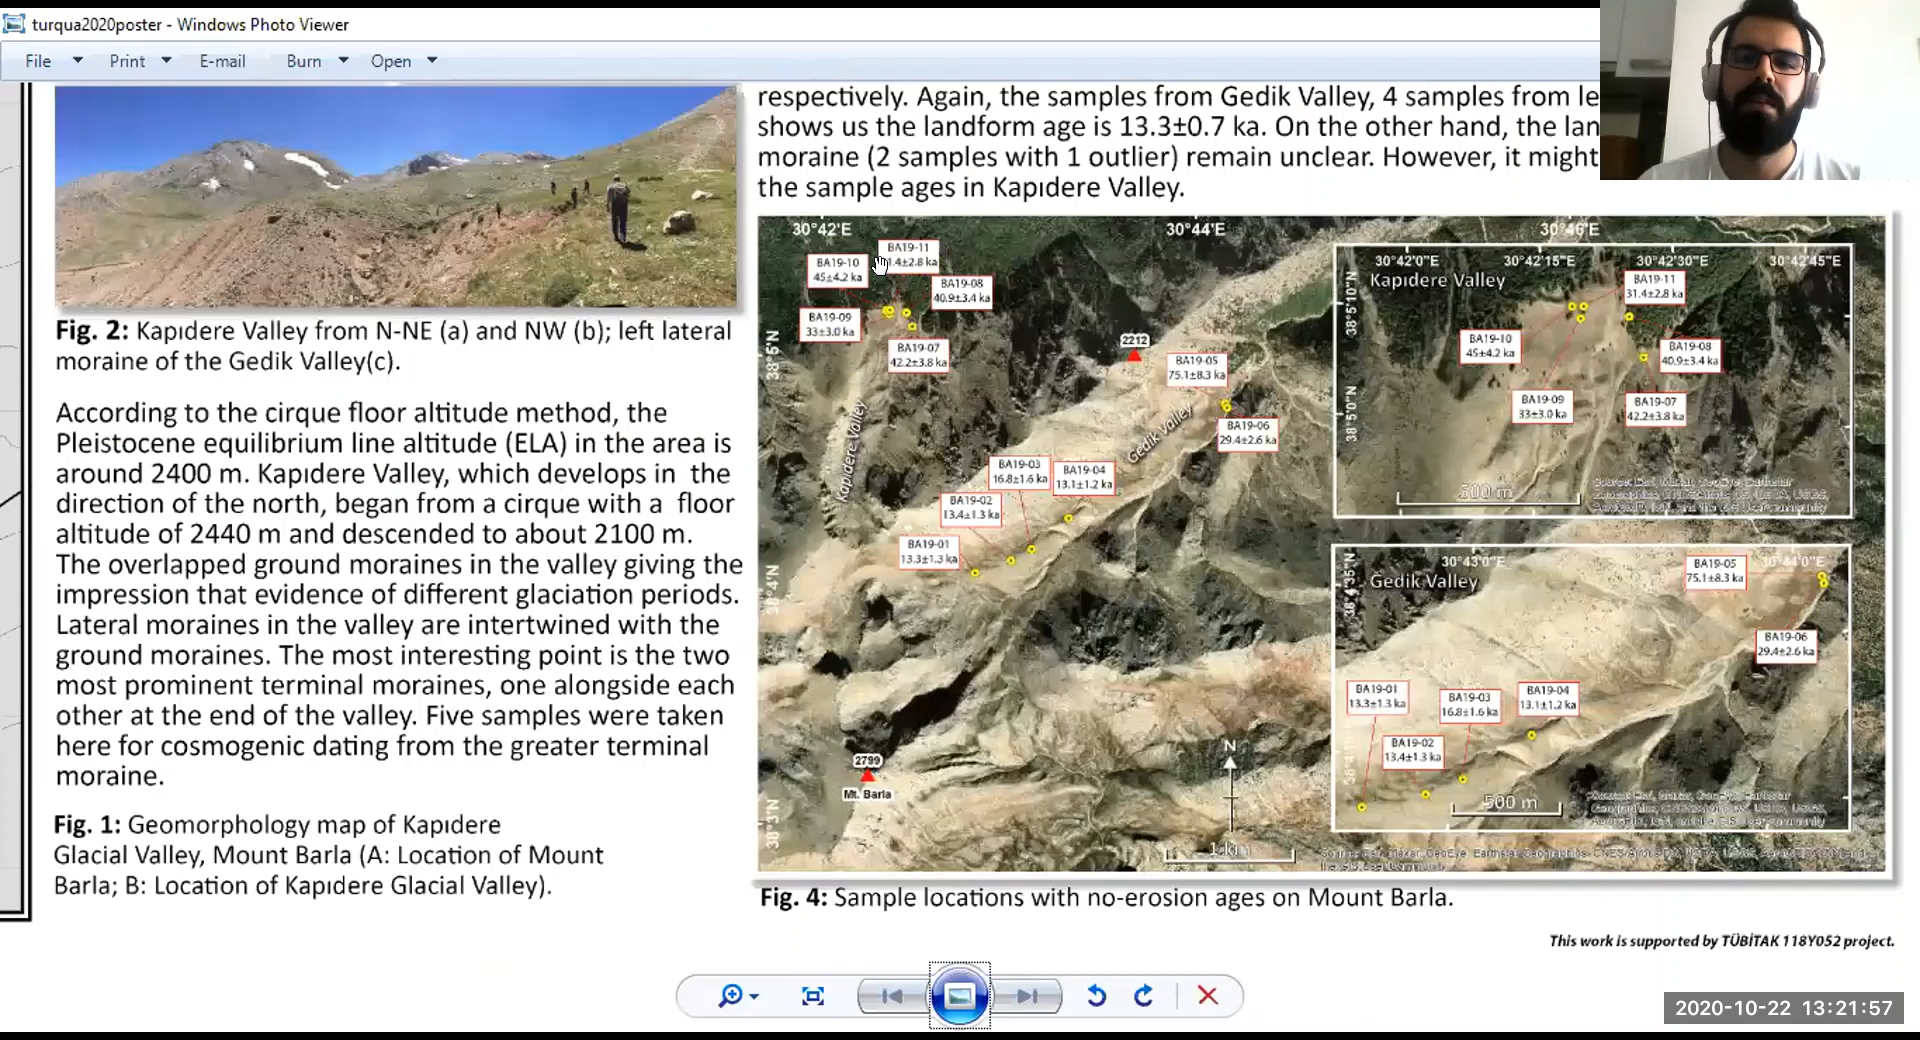 turqua2020poster - Windows Photo Viewer
File Print E-mail Burn Open
Fig. 2: Kapıdere Valley from N-NE (a) and NW (b); left lateral
moraine of the Gedik Valley(c).
According to the cirque floor altitude method, the
Pleistocene equilibrium line altitude (ELA) in the area is
around 2400 m. Kapıdere Valley, which develops in the
direction of the north, began from a cirque with a floor
altitude of 2440 m and descended to about 2100 m.
The overlapped ground moraines in the valley giving the
impression that evidence of different glaciation periods.
Lateral moraines in the valley are intertwined with the
ground moraines. The most interesting point is the two
most prominent terminal moraines, one alongside each
other at the end of the valley. Five samples were taken
here for cosmogenic dating from the greater terminal
moraine.
Fig. 1: Geomorphology map of Kapıdere
Glacial Valley, Mount Barla (A: Location of Mount
Barla; B: Location of Kapıdere Glacial Valley).
respectively. Again, the samples from Gedik Valley, 4 samples from le
shows us the landform age is 13.3±0.7 ka. On the other hand, the lan
moraine (2 samples with 1 outlier) remain unclear. However, it might
the sample ages in Kapıdere Valley.
30°42'E
30°44'E
30°46'E
38°5'N
38°4'N
38°3'N
BA19-11
BA19-10
45±4.2 ka
BA19-08
40.9±3.4 ka
BA19-09
33±3.0 ka
BA19-07
42.2±3.8 ka
2212
BA19-05
75.1±8.3 ka
BA19-06
29.4±2.6 ka
Kapıdere Valley
Gedik Valley
BA19-03
16.8±1.6 ka
BA19-04
13.1±1.2 ka
BA19-02
13.4±1.3 ka
BA19-01
13.3±1.3 ka
2799
Mt. Barla
N
1 km
30°42'0"E
30°42'15"E
30°42'30"E
30°42'45"E
Kapıdere Valley
38°5'10"N
38°5'0"N
BA19-11
31.4±2.8 ka
BA19-10
45±4.2 ka
BA19-08
40.9±3.4 ka
BA19-09
33±3.0 ka
BA19-07
42.2±3.8 ka
500 m
30°43'0"E
30°44'0"E
Gedik Valley
38°4'35"N
BA19-05
75.1±8.3 ka
BA19-06
29.4±2.6 ka
BA19-01
13.3±1.3 ka
BA19-03
16.8±1.6 ka
BA19-04
13.1±1.2 ka
BA19-02
13.4±1.3 ka
500 m
Fig. 4: Sample locations with no-erosion ages on Mount Barla.
This work is supported by TÜBİTAK 118Y052 project.
2020-10-22 13:21:57